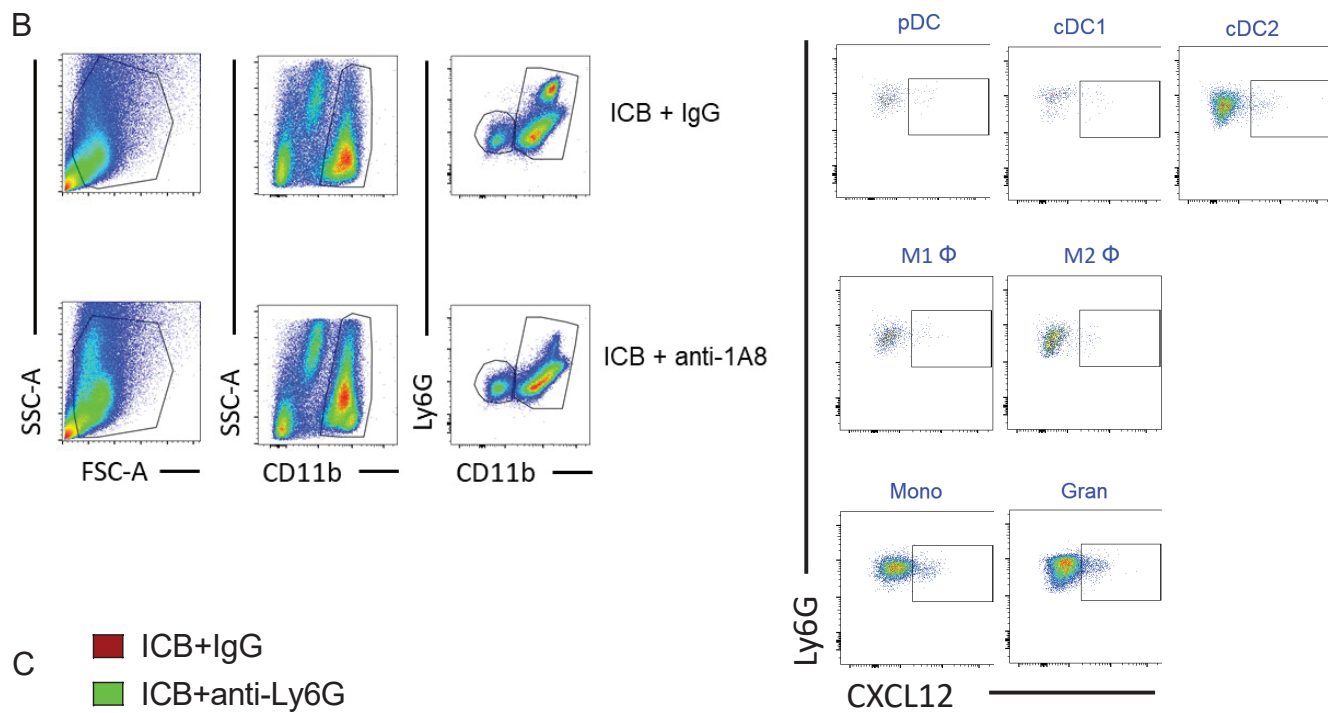 B
SSC-A
FSC-A
SSC-A
CD11b
Ly6G
CD11b
ICB + IgG
ICB + anti-1A8
pDC
cDC1
cDC2
M1 Φ
M2 Φ
Mono
Gran
Ly6G
CXCL12
C
ICB+IgG
ICB+anti-Ly6G